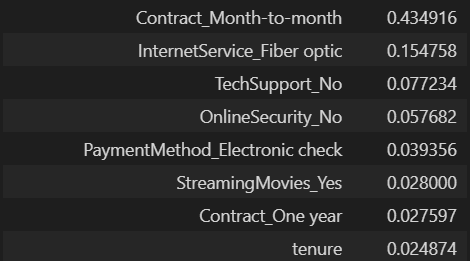 Contract_Month-to-month 0.434916
InternetService_Fiber optic 0.154758
TechSupport_No 0.077234
OnlineSecurity_No 0.057682
PaymentMethod_Electronic check 0.039356
StreamingMovies_Yes 0.028000
Contract_One year 0.027597
tenure 0.024874